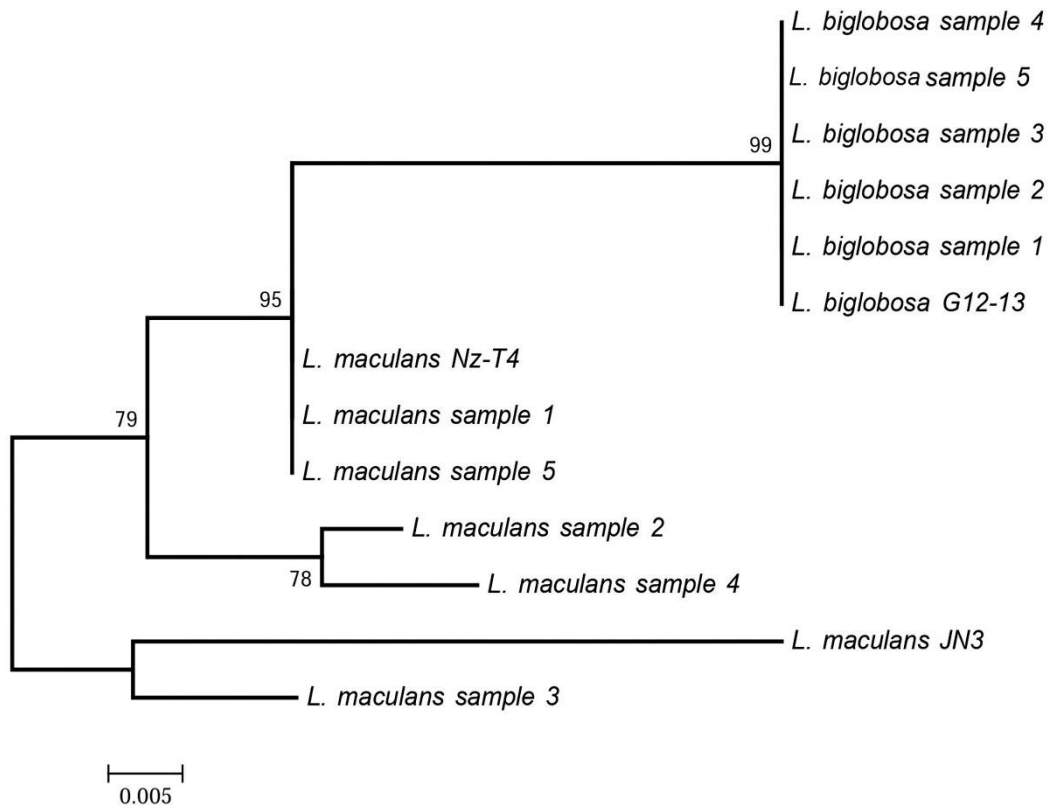 L. biglobosa sample 4
L. biglobosa sample 5
99
L. biglobosa sample 3
L. biglobosa sample 2
L. biglobosa sample 1
95
L. biglobosa G12-13
L. maculans Nz-T4
79
L. maculans sample 1
L. maculans sample 5
L. maculans sample 2
78
L. maculans sample 4
L. maculans JN3
L. maculans sample 3
0.005